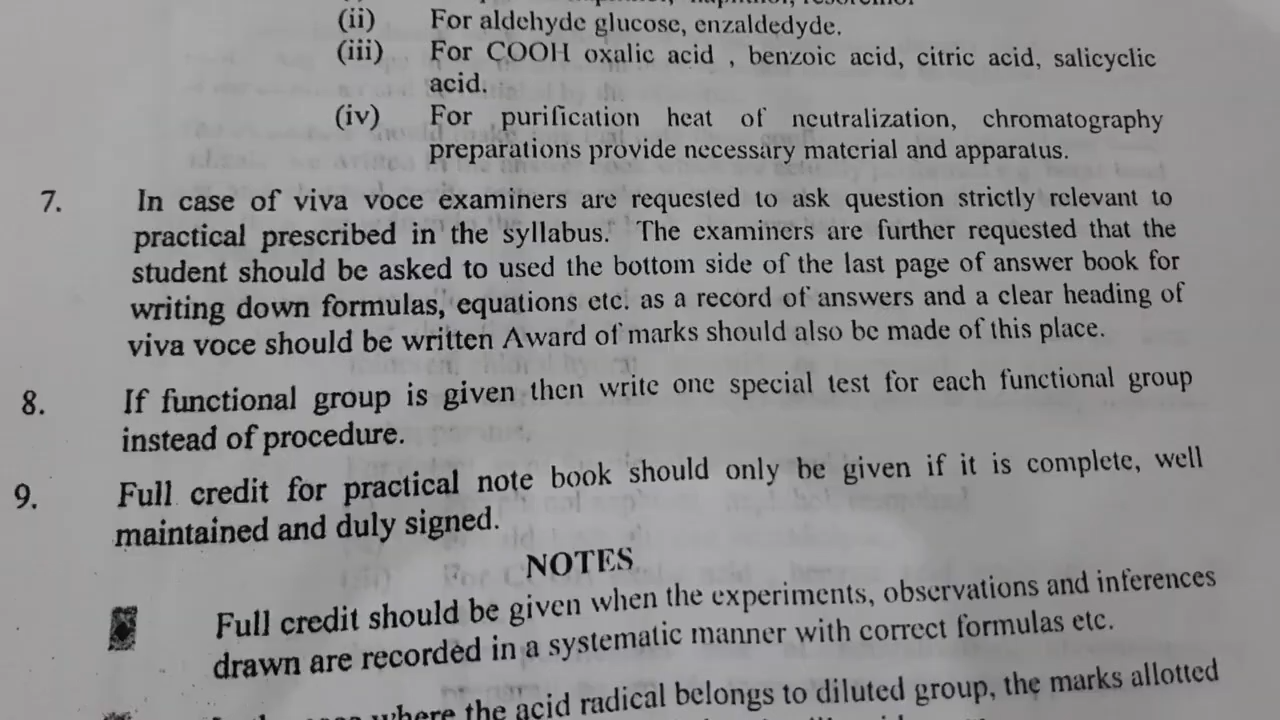 (ii) For aldehyde glucose, enzaldedyde.
(iii) For COOH oxalic acid , benzoic acid, citric acid, salicyclic
acid.
(iv) For purification heat of neutralization, chromatography
preparations provide necessary material and apparatus.
7. In case of viva voce examiners are requested to ask question strictly relevant to
practical prescribed in the syllabus. The examiners are further requested that the
student should be asked to used the bottom side of the last page of answer book for
writing down formulas, equations etc. as a record of answers and a clear heading of
viva voce should be written Award of marks should also be made of this place.
8. If functional group is given then write one special test for each functional group
instead of procedure.
9. Full credit for practical note book should only be given if it is complete, well
maintained and duly signed.
NOTES
Full credit should be given when the experiments, observations and inferences
drawn are recorded in a systematic manner with correct formulas etc.
where the acid radical belongs to diluted group, the marks allotted